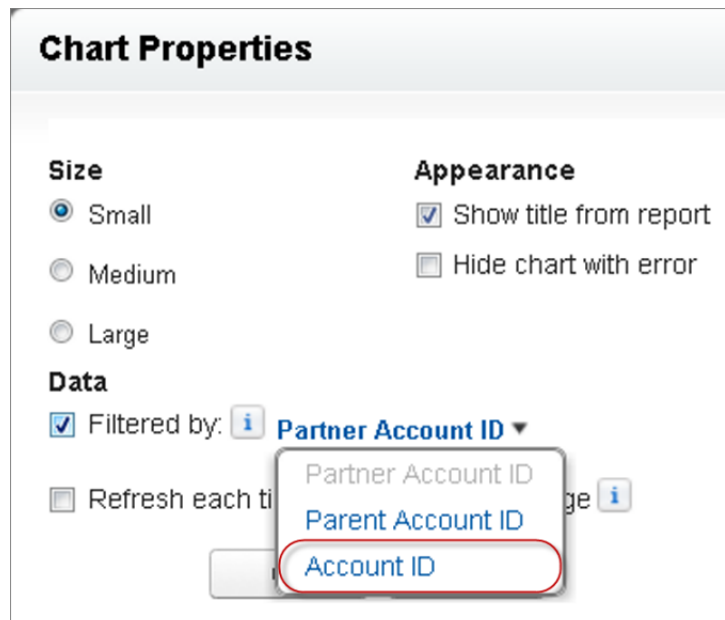 Chart Properties
Size
Small
Medium
Large
Appearance
Show title from report
Hide chart with error
Data
Filtered by: i Partner Account ID
Partner Account ID
Parent Account ID
Account ID
Refresh each ti ge i